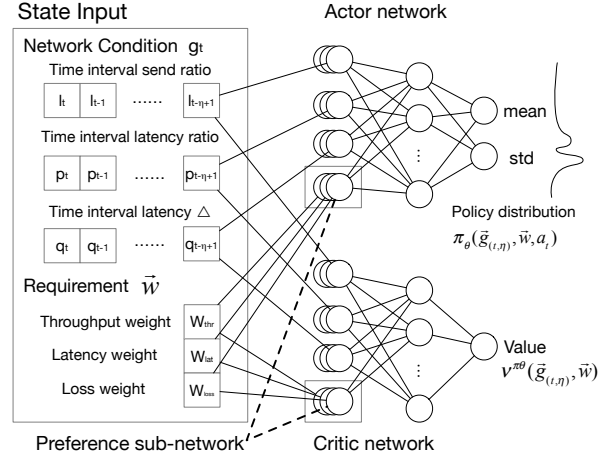 State Input
Network Condition gt
Time interval send ratio
lt lt-1 ...... lt-η+1
Time interval latency ratio
pt pt-1 ...... pt-η+1
Time interval latency △
qt qt-1 ...... qt-η+1
Requirement w⃗
Throughput weight Wthr
Latency weight Wlat
Loss weight Wloss
Preference sub-network
Actor network
⋮
mean
std
Policy distribution
πθ(g⃗(t,η),w⃗,at)
⋮
Value
νπθ(g⃗(t,η),w⃗)
Critic network